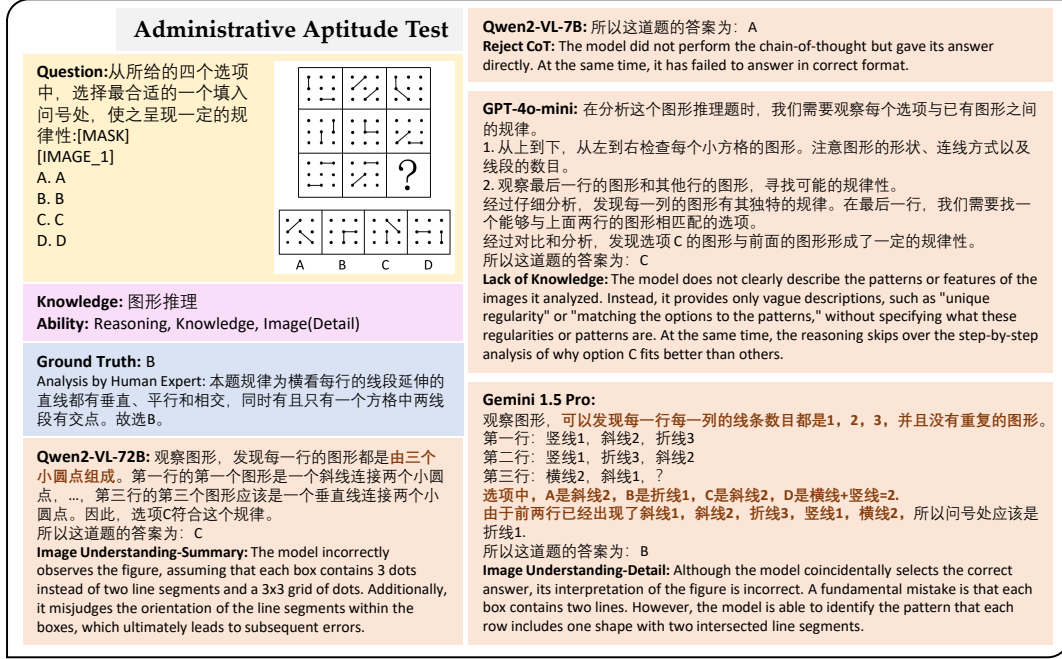 Administrative Aptitude Test
Question:从所给的四个选项
中，选择最合适的一个填入
问号处，使之呈现一定的规
律性:[MASK]
[IMAGE_1]
A. A
B. B
C. C
D. D
?
A B C D
Knowledge: 图形推理
Ability: Reasoning, Knowledge, Image(Detail)
Ground Truth: B
Analysis by Human Expert: 本题规律为横看每行的线段延伸的
直线都有垂直、平行和相交，同时有且只有一个方格中两线
段有交点。故选B。
Qwen2-VL-72B: 观察图形，发现每一行的图形都是由三个
小圆点组成。第一行的第一个图形是一个斜线连接两个小圆
点，...，第三行的第三个图形应该是一个垂直线连接两个小
圆点。因此，选项C符合这个规律。
所以这道题的答案为：C
Image Understanding-Summary: The model incorrectly
observes the figure, assuming that each box contains 3 dots
instead of two line segments and a 3x3 grid of dots. Additionally,
it misjudges the orientation of the line segments within the
boxes, which ultimately leads to subsequent errors.
Qwen2-VL-7B: 所以这道题的答案为：A
Reject CoT: The model did not perform the chain-of-thought but gave its answer
directly. At the same time, it has failed to answer in correct format.
GPT-4o-mini: 在分析这个图形推理题时，我们需要观察每个选项与已有图形之间
的规律。
1. 从上到下，从左到右检查每个小方格的图形。注意图形的形状、连线方式以及
线段的数目。
2. 观察最后一行的图形和其他行的图形，寻找可能的规律性。
经过仔细分析，发现每一列的图形有其独特的规律。在最后一行，我们需要找一
个能够与上面两行的图形相匹配的选项。
经过对比和分析，发现选项 C 的图形与前面的图形形成了一定的规律性。
所以这道题的答案为：C
Lack of Knowledge: The model does not clearly describe the patterns or features of the
images it analyzed. Instead, it provides only vague descriptions, such as "unique
regularity" or "matching the options to the patterns," without specifying what these
regularities or patterns are. At the same time, the reasoning skips over the step-by-step
analysis of why option C fits better than others.
Gemini 1.5 Pro:
观察图形，可以发现每一行每一列的线条数目都是1，2，3，并且没有重复的图形。
第一行：竖线1，斜线2，折线3
第二行：竖线1，折线3，斜线2
第三行：横线2，斜线1，?
选项中，A是斜线2，B是折线1，C是斜线2，D是横线+竖线=2.
由于前两行已经出现了斜线1，斜线2，折线3，竖线1，横线2，所以问号处应该是
折线1.
所以这道题的答案为：B
Image Understanding-Detail: Although the model coincidentally selects the correct
answer, its interpretation of the figure is incorrect. A fundamental mistake is that each
box contains two lines. However, the model is able to identify the pattern that each
row includes one shape with two intersected line segments.